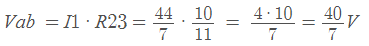 Vab = I1 · R23 = 44/7 · 10/11 = 4 · 10/7 = 40/7 V